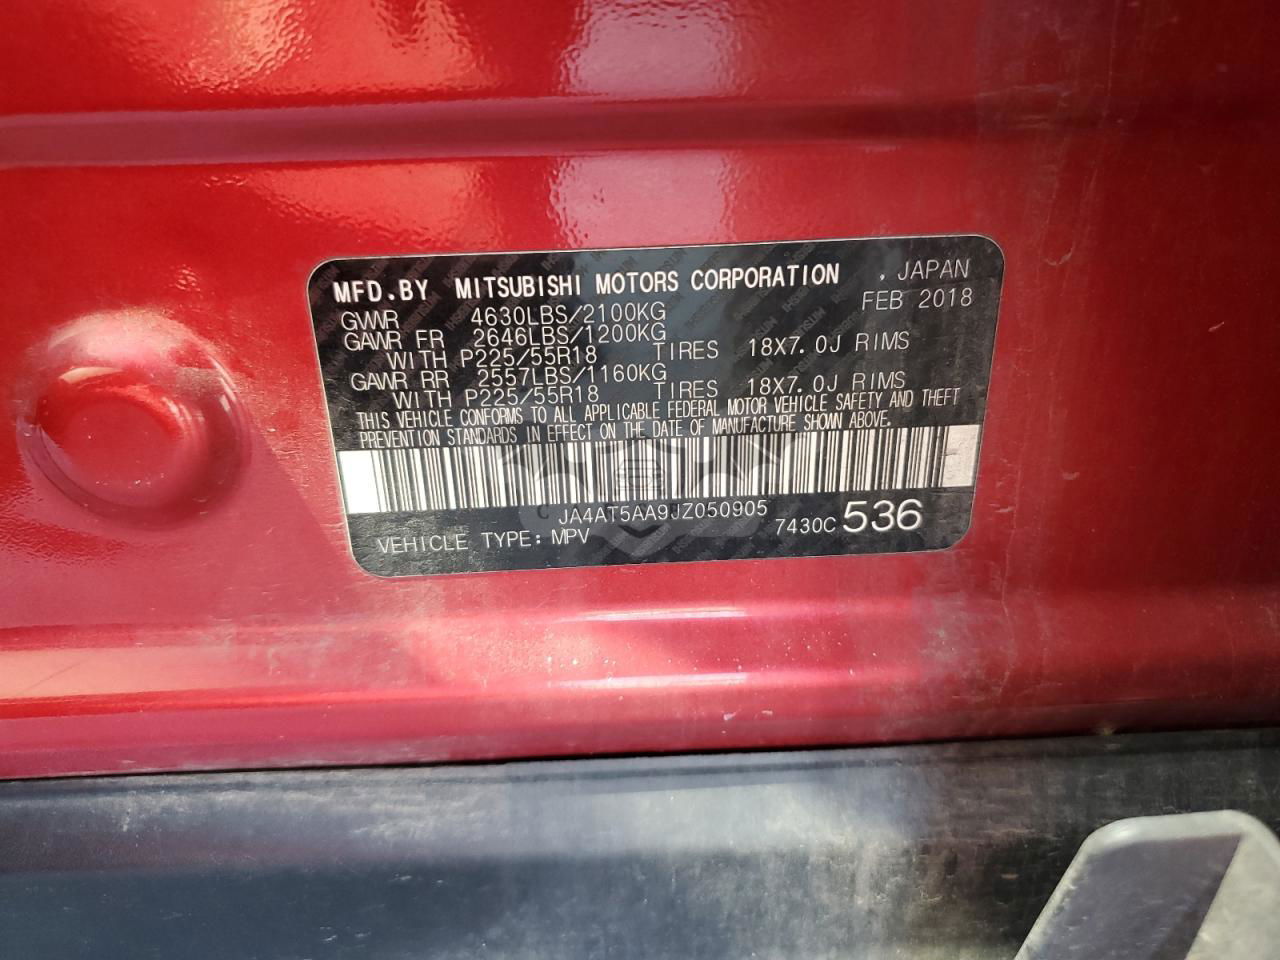 MFD.BY MITSUBISHI MOTORS CORPORATION . JAPAN
GVWR 4630LBS/2100KG FEB 2018
GAWR FR 2646LBS/1200KG
WITH P225/55R18 TIRES 18X7.0J RIMS
GAWR RR 2557LBS/1160KG
WITH P225/55R18 TIRES 18X7.0J RIMS
THIS VEHICLE CONFORMS TO ALL APPLICABLE FEDERAL MOTOR VEHICLE SAFETY AND THEFT
PREVENTION STANDARDS IN EFFECT ON THE DATE OF MANUFACTURE SHOWN ABOVE.
JA4AT5AA9JZ050905
VEHICLE TYPE: MPV 7430C 536